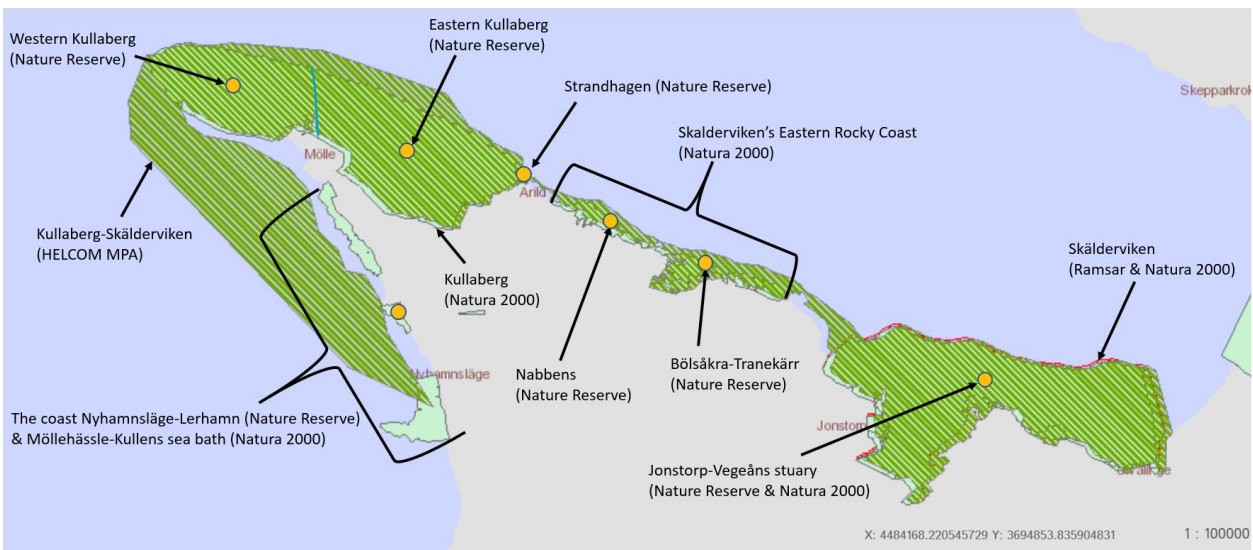 Western Kullaberg
(Nature Reserve)
Eastern Kullaberg
(Nature Reserve)
Strandhagen (Nature Reserve)
Skepparkrok
Skalderviken's Eastern Rocky Coast
(Natura 2000)
Mölle
Arild
Kullaberg-Skälderviken
(HELCOM MPA)
Kullaberg
(Natura 2000)
Skälderviken
(Ramsar & Natura 2000)
Nyhamnsläge
Nabbens
(Nature Reserve)
Bölsåkra-Tranekärr
(Nature Reserve)
The coast Nyhamnsläge-Lerhamn (Nature Reserve)
& Möllehässle-Kullens sea bath (Natura 2000)
Jonstorp
Jonstorp-Vegeåns stuary
(Nature Reserve & Natura 2000)
X: 4484168.220545729 Y: 3694853.835904831
1 : 100000